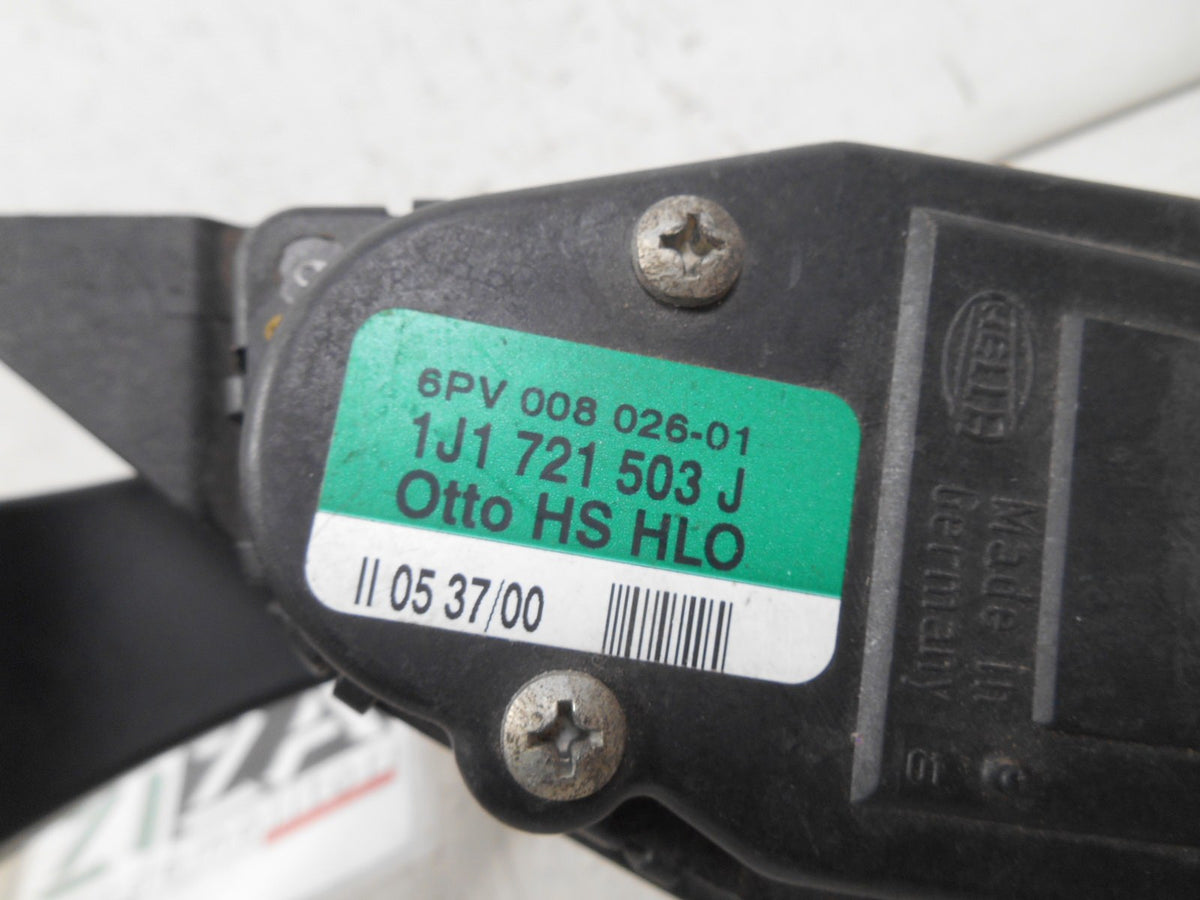 6PV 008 026-01
1J1 721 503 J
Otto HS HLO
II 05 37/00
HELLA
Made In
Germany